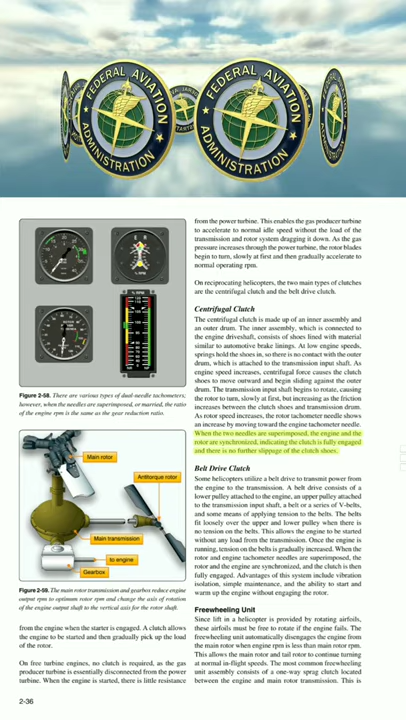 FEDERAL AVIATION
ADMINISTRATION
FEDERAL AVIATION
ADMINISTRATION
from the power turbine. This enables the gas producer turbine
to accelerate to normal idle speed without the load of the
transmission and rotor system dragging it down. As the gas
pressure increases through the power turbine, the rotor blades
begin to turn, slowly at first and then gradually accelerate to
normal operating rpm.
On reciprocating helicopters, the two main types of clutches
are the centrifugal clutch and the belt drive clutch.
Centrifugal Clutch
The centrifugal clutch is made up of an inner assembly and
an outer drum. The inner assembly, which is connected to
the engine driveshaft, consists of shoes lined with material
similar to automotive brake linings. At low engine speeds,
springs hold the shoes in, so there is no contact with the outer
drum, which is attached to the transmission input shaft. As
engine speed increases, centrifugal force causes the clutch
shoes to move outward and begin sliding against the outer
drum. The transmission input shaft begins to rotate, causing
the rotor to turn, slowly at first, but increasing as the friction
increases between the clutch shoes and transmission drum.
As rotor speed increases, the rotor tachometer needle shows
an increase by moving toward the engine tachometer needle.
When the two needles are superimposed, the engine and the
rotor are synchronized, indicating the clutch is fully engaged
and there is no further slippage of the clutch shoes.
Belt Drive Clutch
Some helicopters utilize a belt drive to transmit power from
the engine to the transmission. A belt drive consists of a
lower pulley attached to the engine, an upper pulley attached
to the transmission input shaft, a belt or a series of V-belts,
and some means of applying tension to the belts. The belts
fit loosely over the upper and lower pulley when there is
no tension on the belts. This allows the engine to be started
without any load from the transmission. Once the engine is
running, tension on the belts is gradually increased. When the
rotor and engine tachometer needles are superimposed, the
rotor and the engine are synchronized, and the clutch is then
fully engaged. Advantages of this system include vibration
isolation, simple maintenance, and the ability to start and
warm up the engine without engaging the rotor.
Freewheeling Unit
Since lift in a helicopter is provided by rotating airfoils,
these airfoils must be free to rotate if the engine fails. The
freewheeling unit automatically disengages the engine from
the main rotor when engine rpm is less than main rotor rpm.
This allows the main rotor and tail rotor to continue turning
at normal in-flight speeds. The most common freewheeling
unit assembly consists of a one-way sprag clutch located
between the engine and main rotor transmission. This is
Figure 2-58. There are various types of dual-needle tachometers;
however, when the needles are superimposed, or married, the ratio
of the engine rpm is the same as the gear reduction ratio.
Main rotor
Antitorque rotor
Main transmission
to engine
Gearbox
Figure 2-59. The main rotor transmission and gearbox reduce engine
output rpm to optimum rotor rpm and change the axis of rotation
of the engine output shaft to the vertical axis for the rotor shaft.
from the engine when the starter is engaged. A clutch allows
the engine to be started and then gradually pick up the load
of the rotor.
On free turbine engines, no clutch is required, as the gas
producer turbine is essentially disconnected from the power
turbine. When the engine is started, there is little resistance
2-36